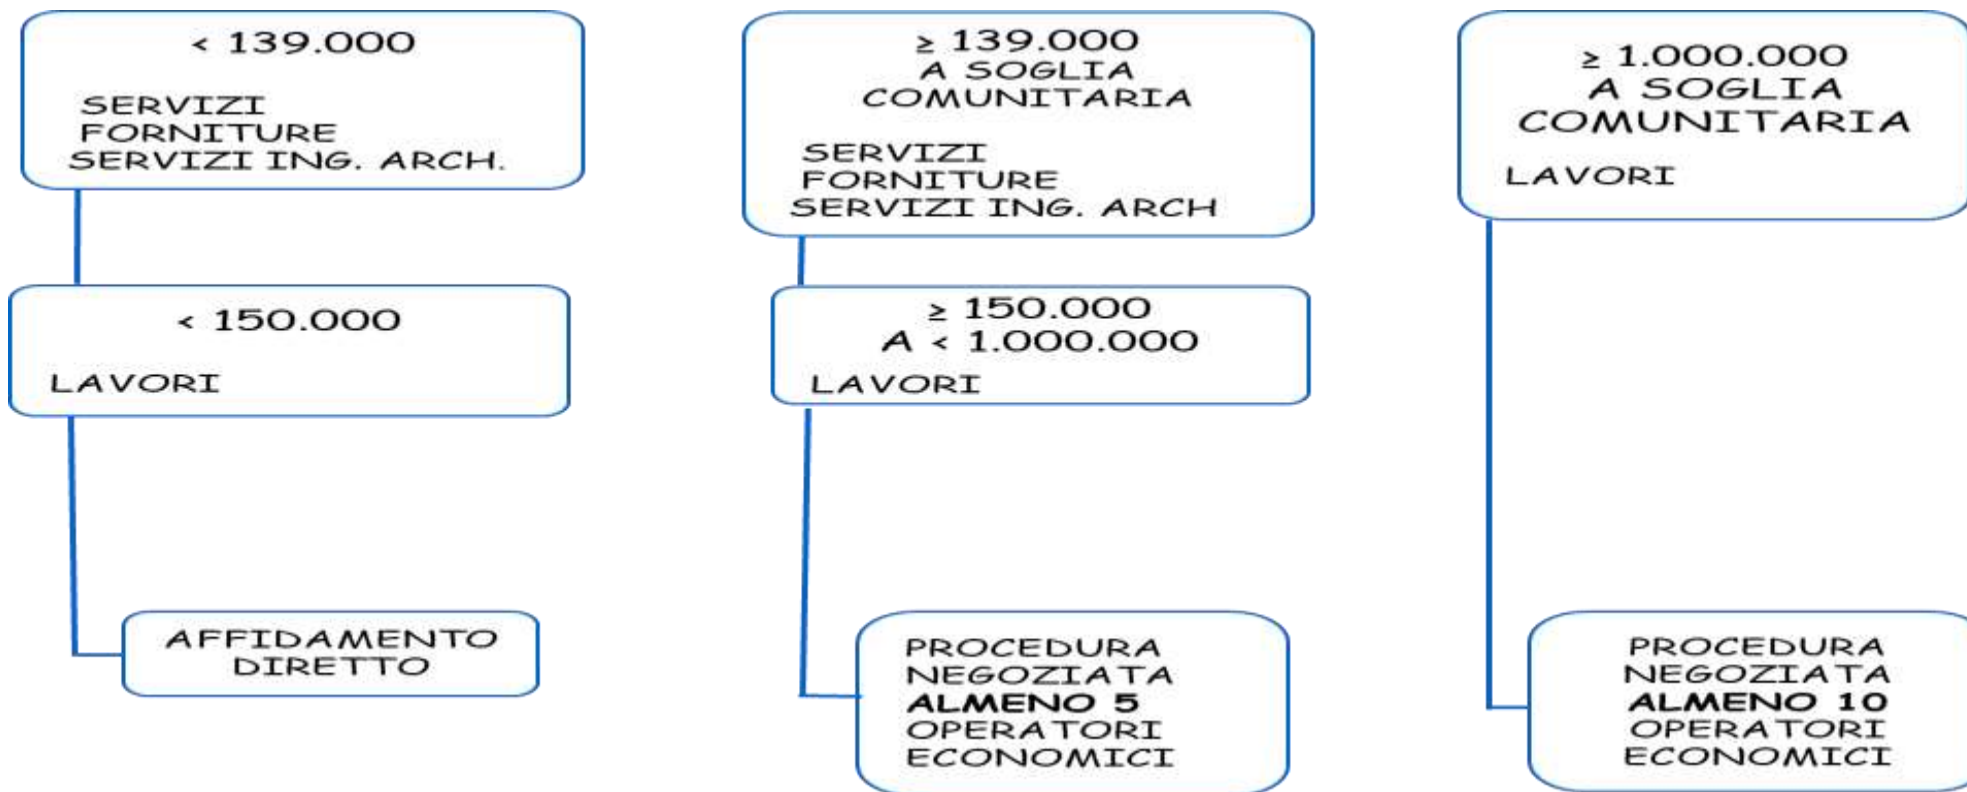 < 139.000
SERVIZI
FORNITURE
SERVIZI ING. ARCH.
< 150.000
LAVORI
AFFIDAMENTO
DIRETTO
≥ 139.000
A SOGLIA
COMUNITARIA
SERVIZI
FORNITURE
SERVIZI ING. ARCH
≥ 150.000
A < 1.000.000
LAVORI
PROCEDURA
NEGOZIATA
ALMENO 5
OPERATORI
ECONOMICI
≥ 1.000.000
A SOGLIA
COMUNITARIA
LAVORI
PROCEDURA
NEGOZIATA
ALMENO 10
OPERATORI
ECONOMICI